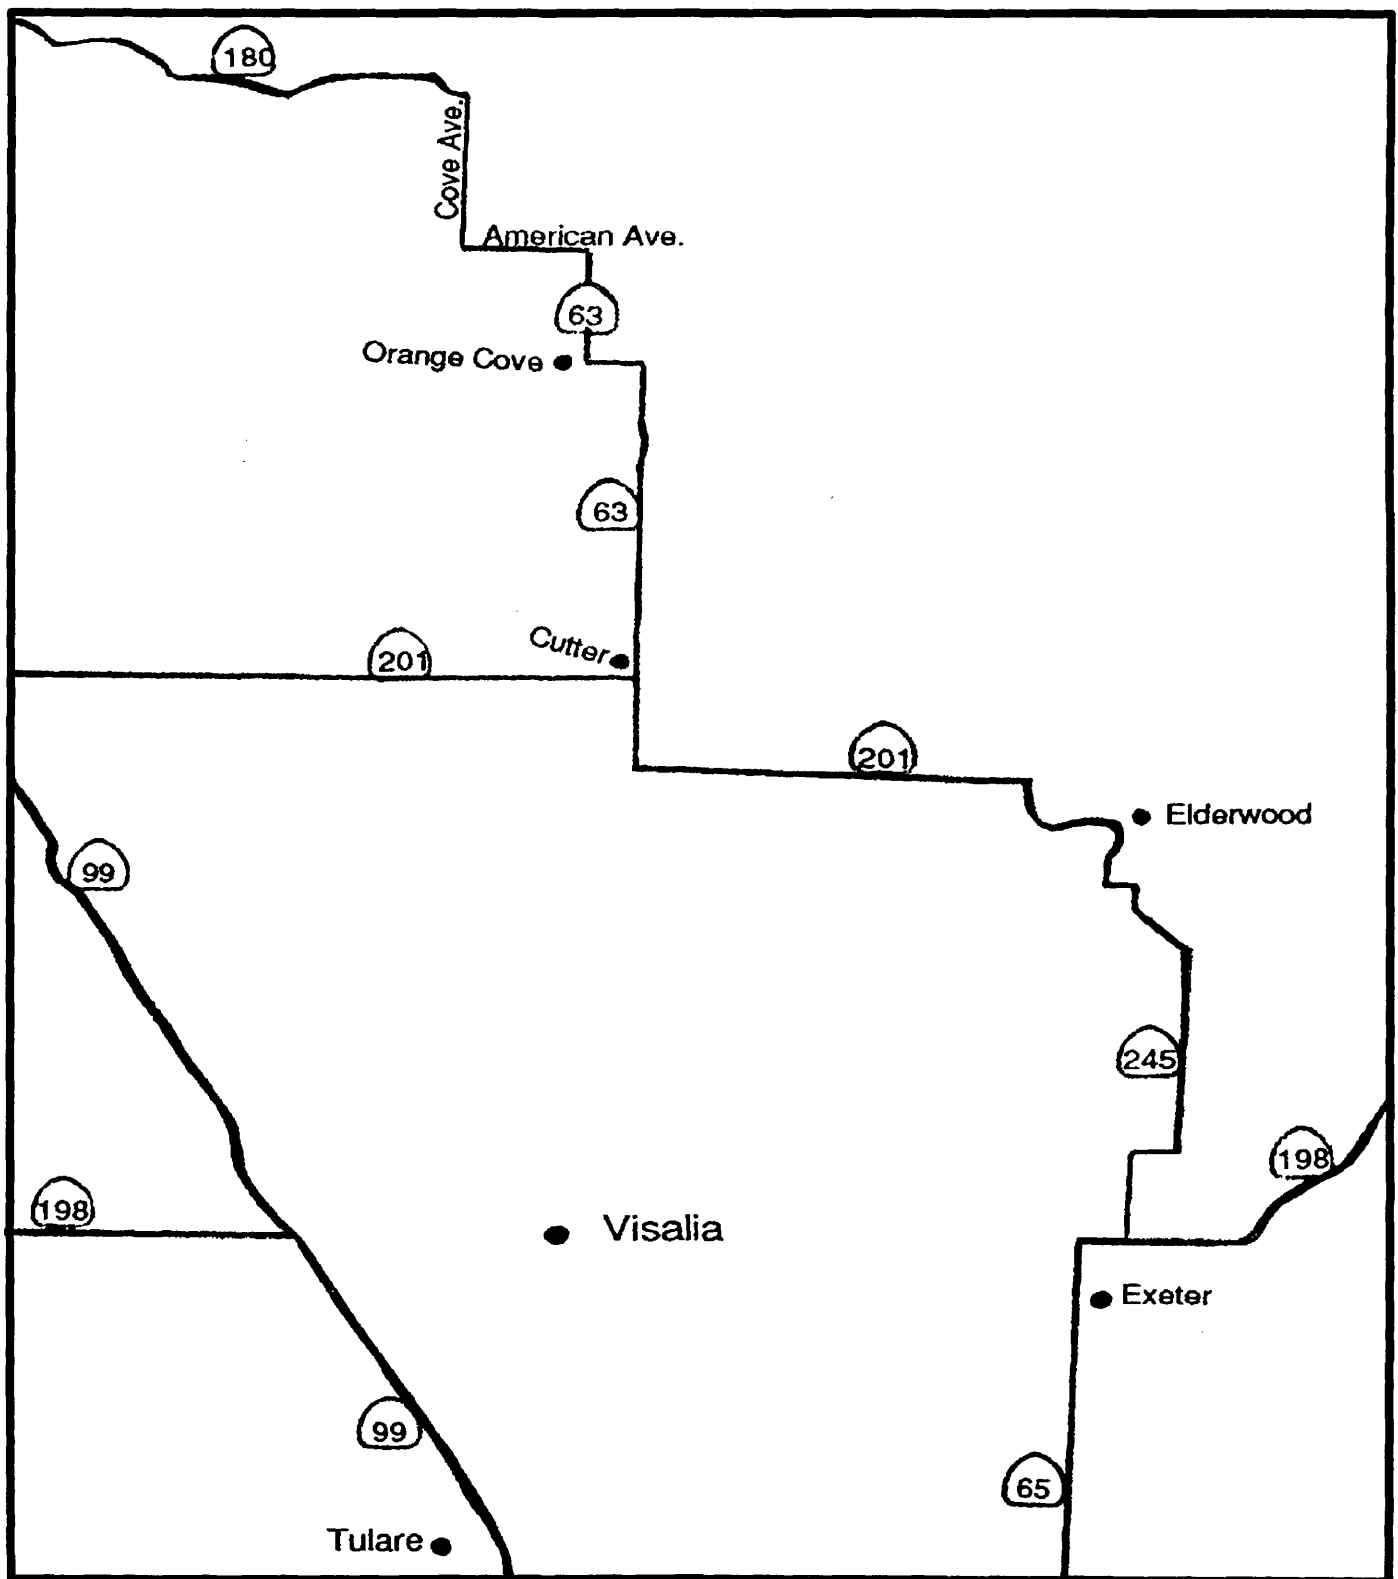 180
Cove Ave.
American Ave.
63
Orange Cove
63
Cutter
201
201
Elderwood
99
245
198
198
Visalia
Exeter
99
65
Tulare